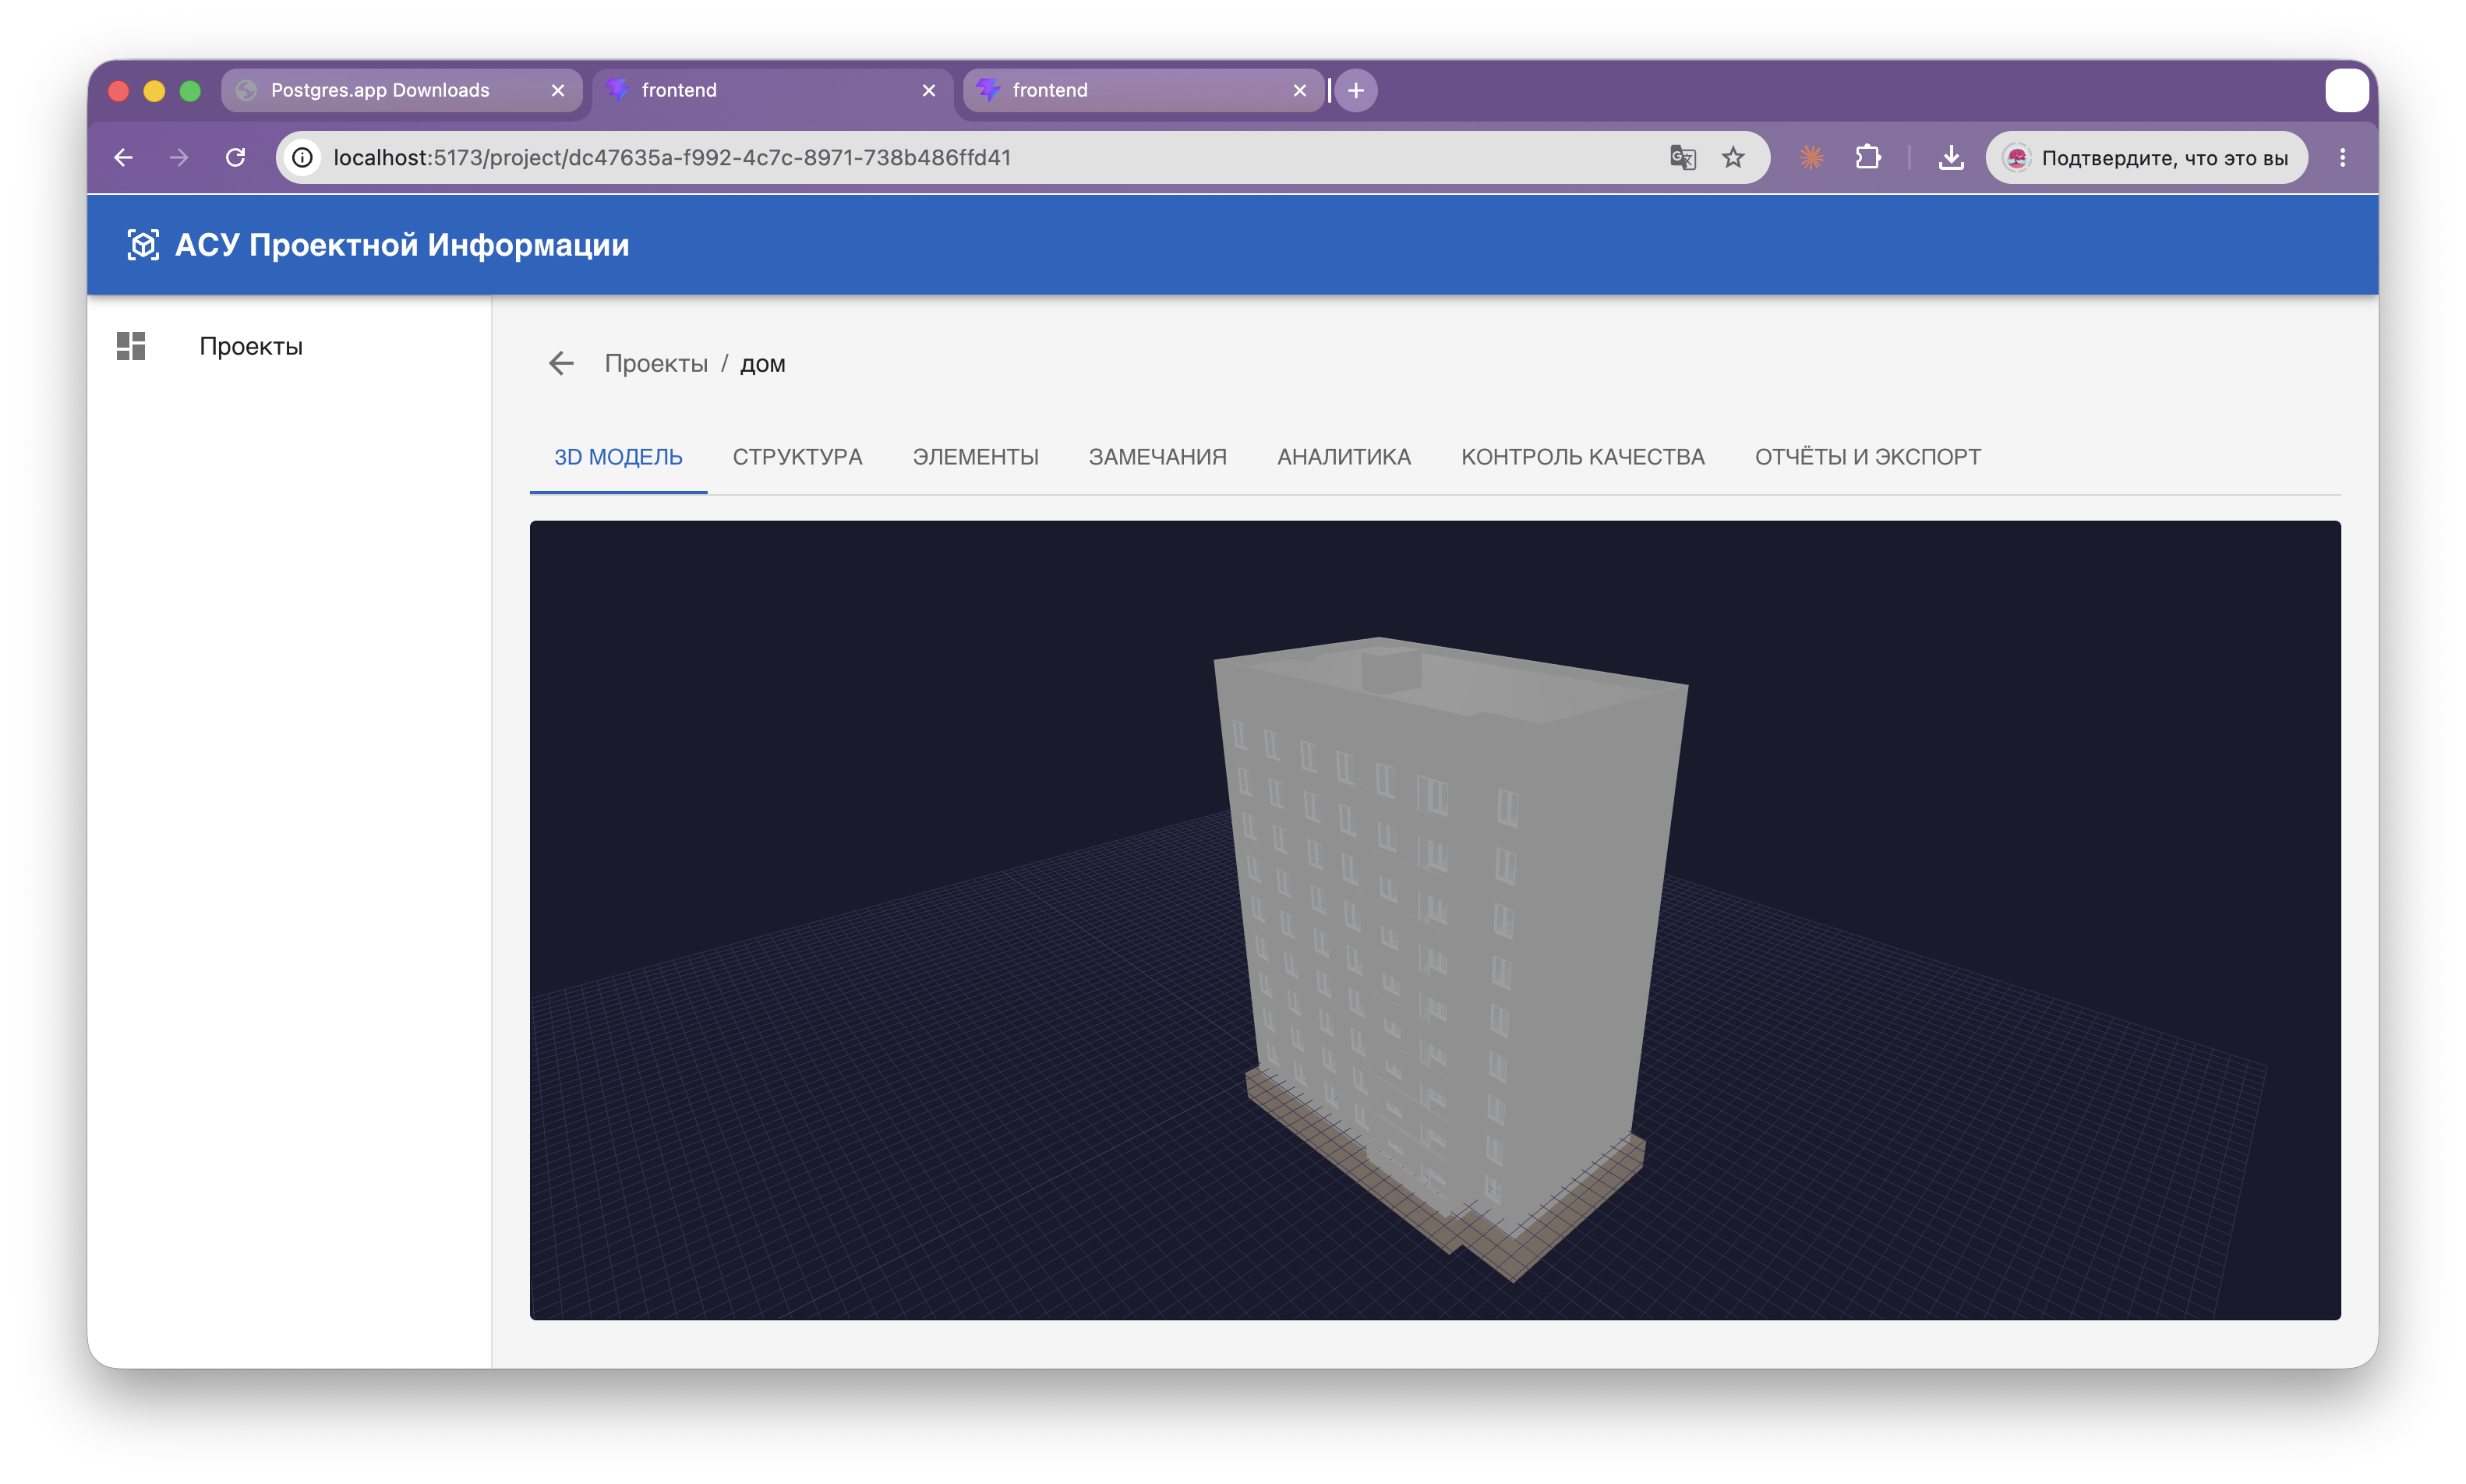 Postgres.app Downloads
frontend
frontend
localhost:5173/project/dc47635a-f992-4c7c-8971-738b486ffd41
Подтвердите, что это вы
АСУ Проектной Информации
Проекты
Проекты / дом
3D МОДЕЛЬ
СТРУКТУРА
ЭЛЕМЕНТЫ
ЗАМЕЧАНИЯ
АНАЛИТИКА
КОНТРОЛЬ КАЧЕСТВА
ОТЧЁТЫ И ЭКСПОРТ